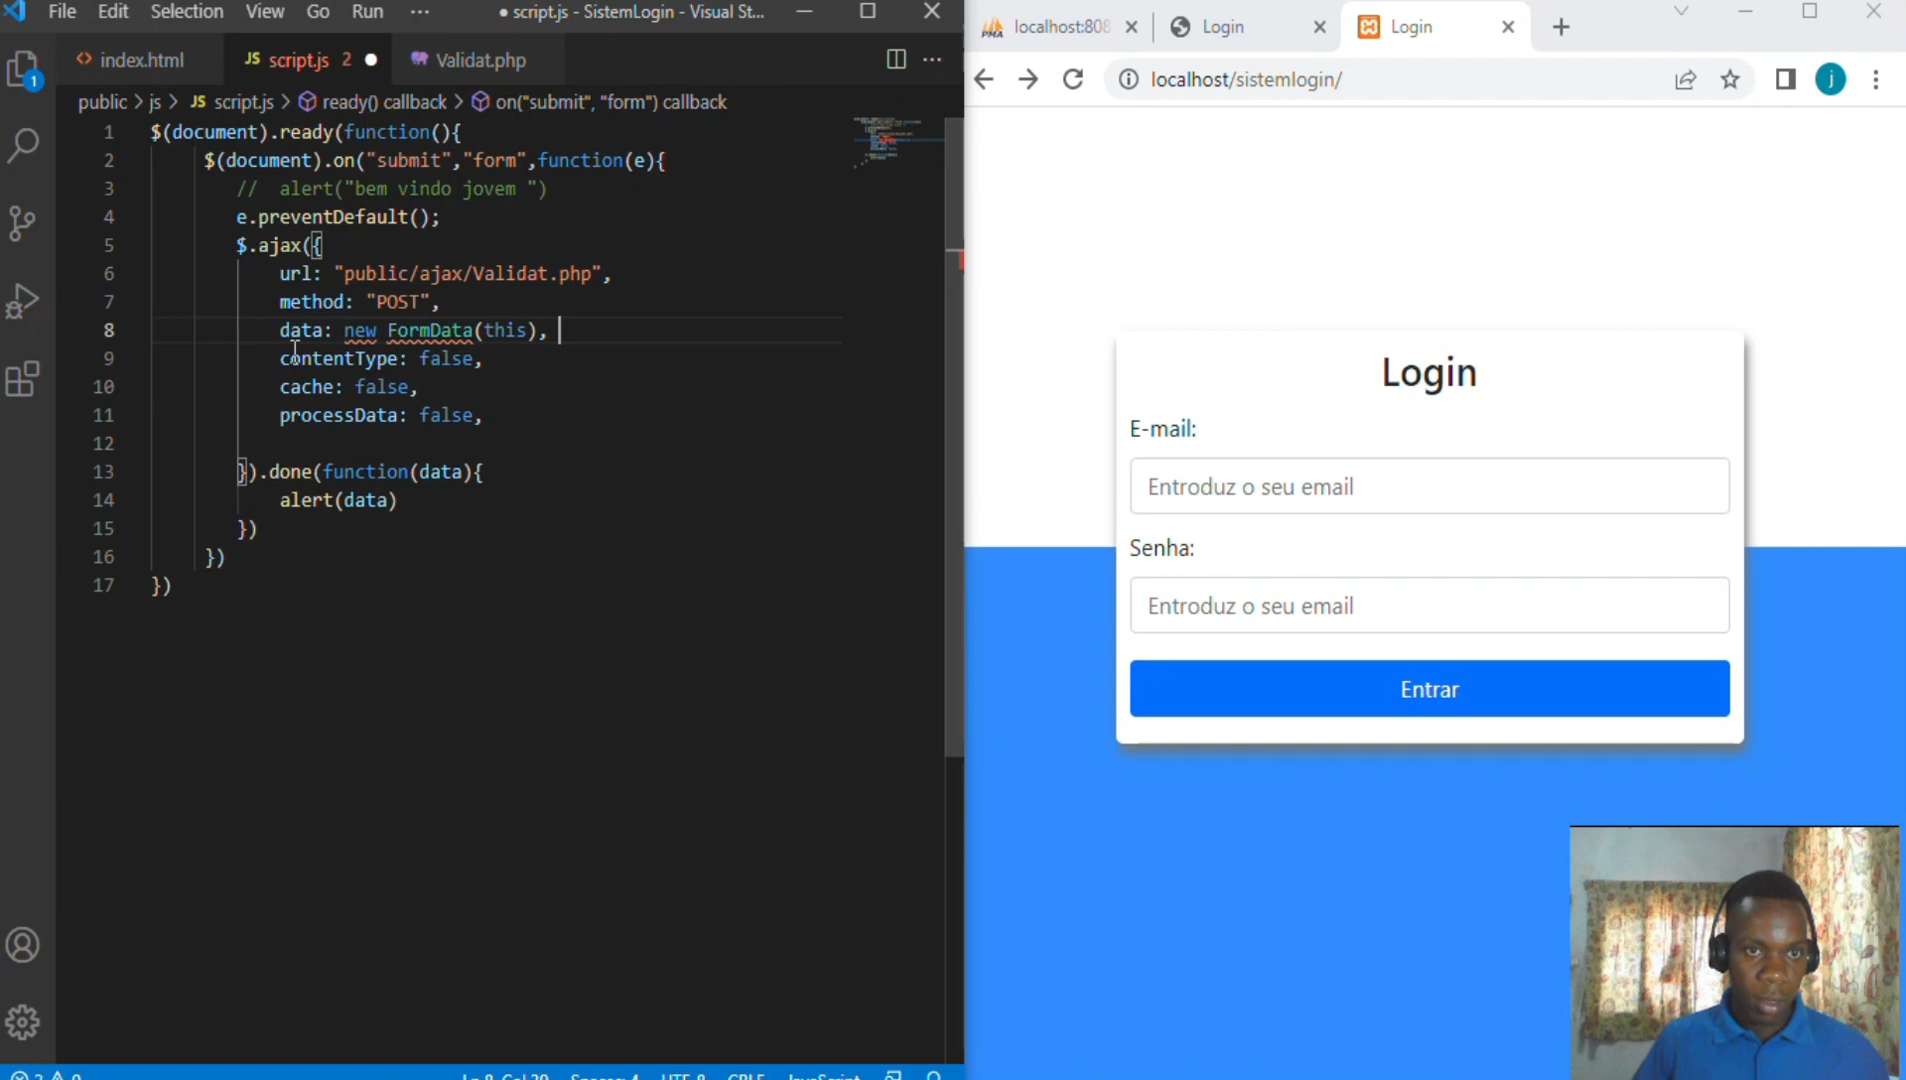 File Edit Selection View Go Run ··· ● script.js - SistemLogin - Visual St...
index.html JS script.js 2 ● Validat.php
public > js > JS script.js > ready() callback > on("submit", "form") callback
1 $(document).ready(function(){
2 $(document).on("submit","form",function(e){
3 // alert("bem vindo jovem ")
4 e.preventDefault();
5 $.ajax({
6 url: "public/ajax/Validat.php",
7 method: "POST",
8 data: new FormData(this),
9 contentType: false,
10 cache: false,
11 processData: false,
12
13 }).done(function(data){
14 alert(data)
15 })
16 })
17 })
1
localhost:808 Login Login
localhost/sistemlogin/
j
PMA
Login
E-mail:
Entroduz o seu email
Senha:
Entroduz o seu email
Entrar